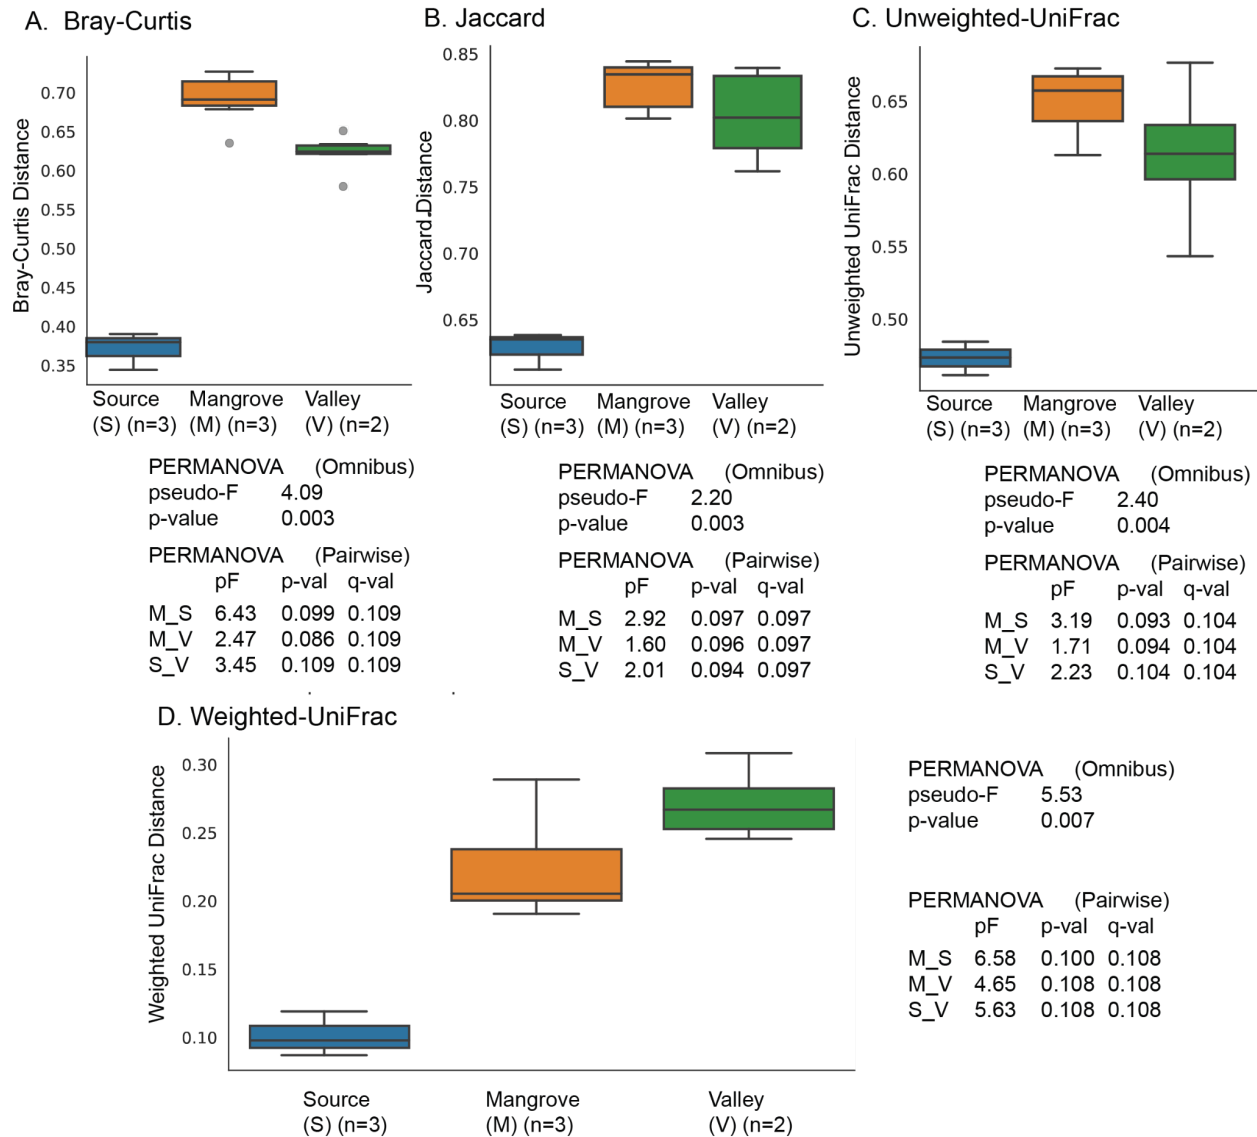 A. Bray-Curtis
Bray-Curtis Distance
0.70
0.65
0.60
0.55
0.50
0.45
0.40
0.35
Source Mangrove Valley
(S) (n=3) (M) (n=3) (V) (n=2)
PERMANOVA (Omnibus)
pseudo-F 4.09
p-value 0.003
PERMANOVA (Pairwise)
pF p-val q-val
M_S 6.43 0.099 0.109
M_V 2.47 0.086 0.109
S_V 3.45 0.109 0.109
B. Jaccard
Jaccard Distance
0.85
0.80
0.75
0.70
0.65
Source Mangrove Valley
(S) (n=3) (M) (n=3) (V) (n=2)
PERMANOVA (Omnibus)
pseudo-F 2.20
p-value 0.003
PERMANOVA (Pairwise)
pF p-val q-val
M_S 2.92 0.097 0.097
M_V 1.60 0.096 0.097
S_V 2.01 0.094 0.097
C. Unweighted-UniFrac
Unweighted UniFrac Distance
0.65
0.60
0.55
0.50
Source Mangrove Valley
(S) (n=3) (M) (n=3) (V) (n=2)
PERMANOVA (Omnibus)
pseudo-F 2.40
p-value 0.004
PERMANOVA (Pairwise)
pF p-val q-val
M_S 3.19 0.093 0.104
M_V 1.71 0.094 0.104
S_V 2.23 0.104 0.104
D. Weighted-UniFrac
Weighted UniFrac Distance
0.30
0.25
0.20
0.15
0.10
Source Mangrove Valley
(S) (n=3) (M) (n=3) (V) (n=2)
PERMANOVA (Omnibus)
pseudo-F 5.53
p-value 0.007
PERMANOVA (Pairwise)
pF p-val q-val
M_S 6.58 0.100 0.108
M_V 4.65 0.108 0.108
S_V 5.63 0.108 0.108